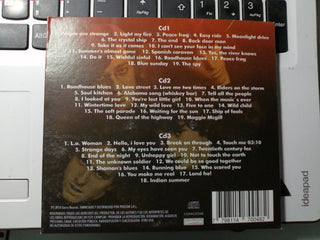 Cd1
1. People are strange 2. Light my fire 3. Peace frog 4. Easy ride 5. Moonlight drive
6. The crystal ship 7. The end 8. Back door man
9. Take it as it comes 10. I can't see your face in my mind
11. Summer's almost gone 12. Spanish caravan 13. Yes, the river knows
14. Do it 15. Wishful sinful 16. Roadhouse blues 17. Peace frog
18. Blue sunday 19. The spy
Cd2
1. Roadhouse blues 2. Love street 3. Love me two times 4. Riders on the storm
5. Soul kitchen 6. Alabama song (whiskey bar) 7. Tell all the people
8. I looked at you 9. You're lost little girl 10. When the music's over
11. Wintertime love 12. My wild love 13. Five to one 14. Wild child
15. The soft parade 16. Waiting for the sun 17. Ship of fools
18. Queen of the highway 19. Maggie Mcgill
Cd3
1. L.a. Woman 2. Hello, I love you 3. Break on through 4. Touch me 03:10
5. Strange days 6. My eyes have seen you 7. Twentieth century fox
8. End of the night 9. Unhappy girl 10. Not to touch the earth
11. The unknown soldier 12. We could be so good together
13. Shaman's blues 14. Running blue 15. Who scared you
16. You make me real 17. Land ho!
18. Indian summer
7 798114 700482
ideapad